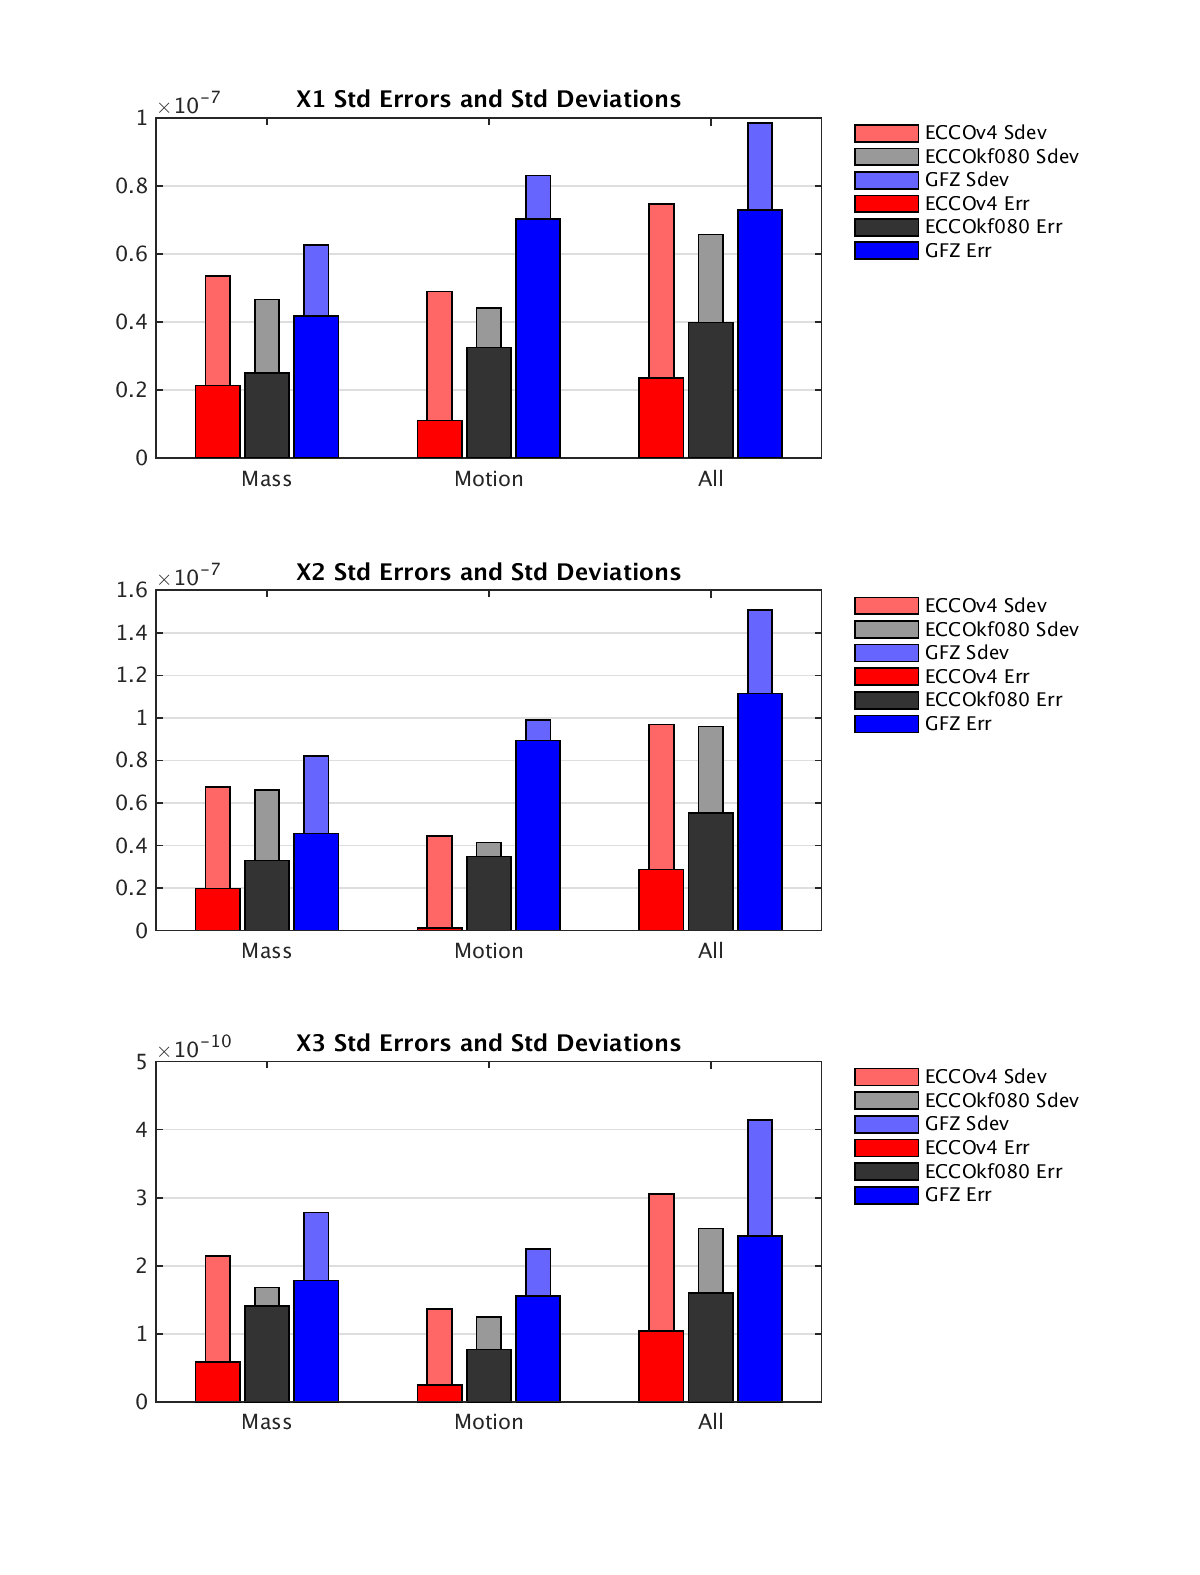 X1 Std Errors and Std Deviations
×10⁻⁷
1
0.8
0.6
0.4
0.2
0
Mass Motion All
ECCOv4 Sdev
ECCOkf080 Sdev
GFZ Sdev
ECCOv4 Err
ECCOkf080 Err
GFZ Err
X2 Std Errors and Std Deviations
×10⁻⁷
1.6
1.4
1.2
1
0.8
0.6
0.4
0.2
0
Mass Motion All
ECCOv4 Sdev
ECCOkf080 Sdev
GFZ Sdev
ECCOv4 Err
ECCOkf080 Err
GFZ Err
X3 Std Errors and Std Deviations
×10⁻¹⁰
5
4
3
2
1
0
Mass Motion All
ECCOv4 Sdev
ECCOkf080 Sdev
GFZ Sdev
ECCOv4 Err
ECCOkf080 Err
GFZ Err